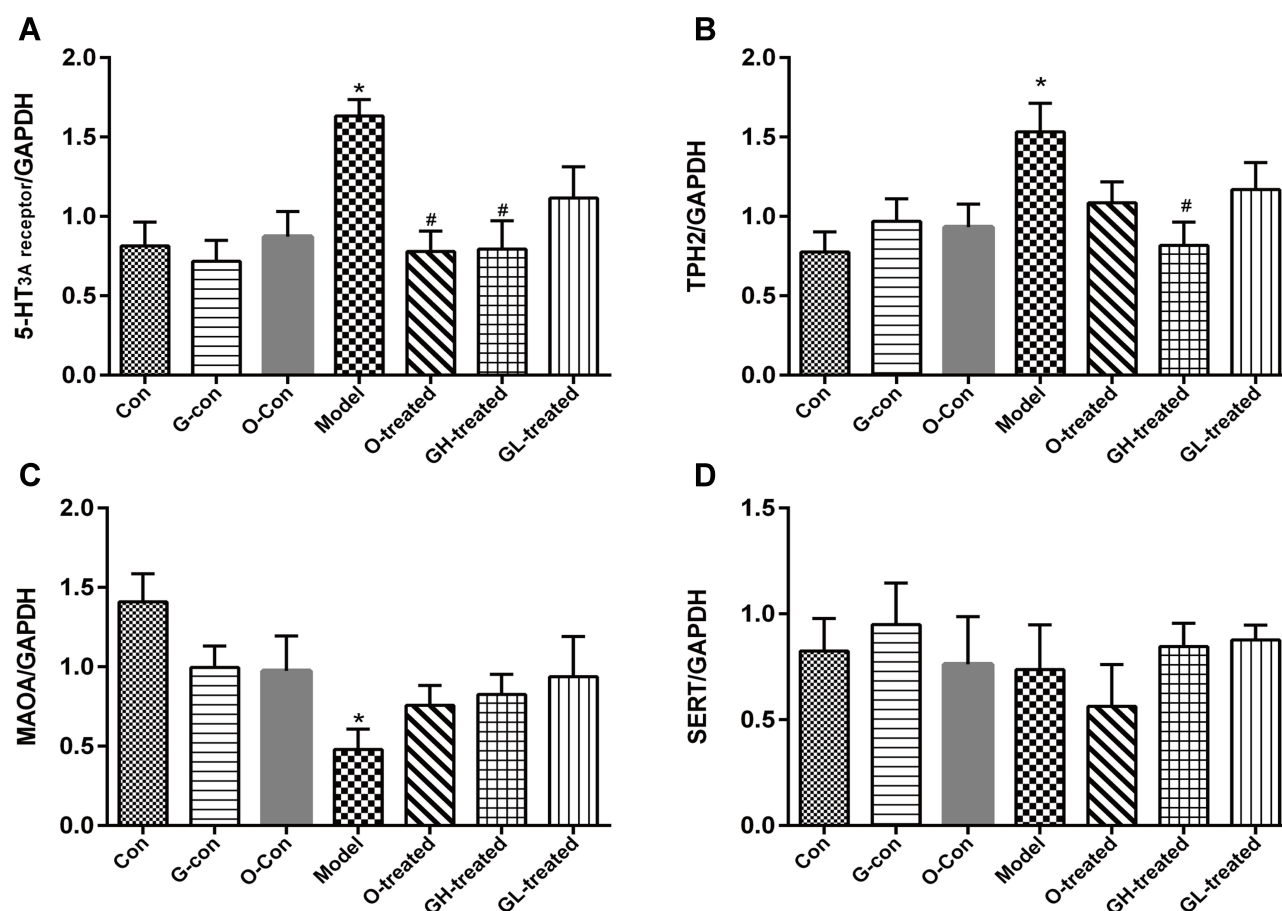 A
5-HT3A receptor/GAPDH
2.0
1.5
1.0
0.5
0.0
*
#
#
Con
G-con
O-Con
Model
O-treated
GH-treated
GL-treated
B
TPH2/GAPDH
2.0
1.5
1.0
0.5
0.0
*
#
Con
G-con
O-Con
Model
O-treated
GH-treated
GL-treated
C
MAOA/GAPDH
2.0
1.5
1.0
0.5
0.0
*
Con
G-con
O-Con
Model
O-treated
GH-treated
GL-treated
D
SERT/GAPDH
1.5
1.0
0.5
0.0
Con
G-con
O-Con
Model
O-treated
GH-treated
GL-treated